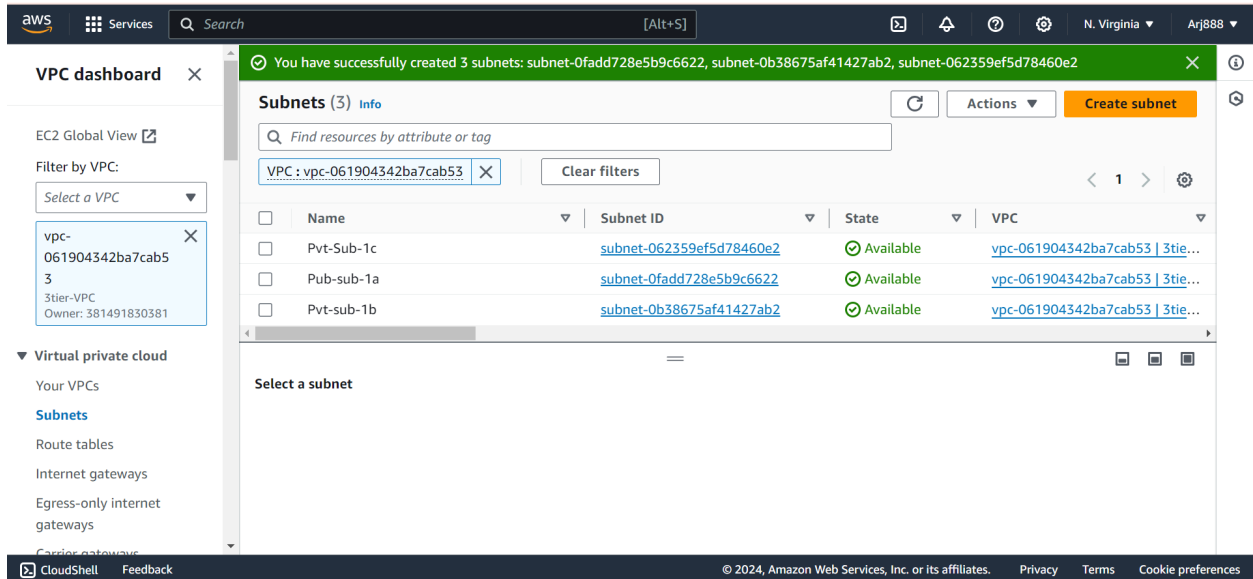 aws
Services
Search
[Alt+S]
N. Virginia
Arj888
VPC dashboard
EC2 Global View
Filter by VPC:
Select a VPC
vpc-
061904342ba7cab5
3
3tier-VPC
Owner: 381491830381
Virtual private cloud
Your VPCs
Subnets
Route tables
Internet gateways
Egress-only internet
gateways
Carrier gateways
You have successfully created 3 subnets: subnet-0fadd728e5b9c6622, subnet-0b38675af41427ab2, subnet-062359ef5d78460e2
Subnets (3) Info
Actions
Create subnet
Find resources by attribute or tag
VPC : vpc-061904342ba7cab53
Clear filters
1
Name Subnet ID State VPC
Pvt-Sub-1c subnet-062359ef5d78460e2 Available vpc-061904342ba7cab53 | 3tie...
Pub-sub-1a subnet-0fadd728e5b9c6622 Available vpc-061904342ba7cab53 | 3tie...
Pvt-sub-1b subnet-0b38675af41427ab2 Available vpc-061904342ba7cab53 | 3tie...
Select a subnet
CloudShell Feedback © 2024, Amazon Web Services, Inc. or its affiliates. Privacy Terms Cookie preferences